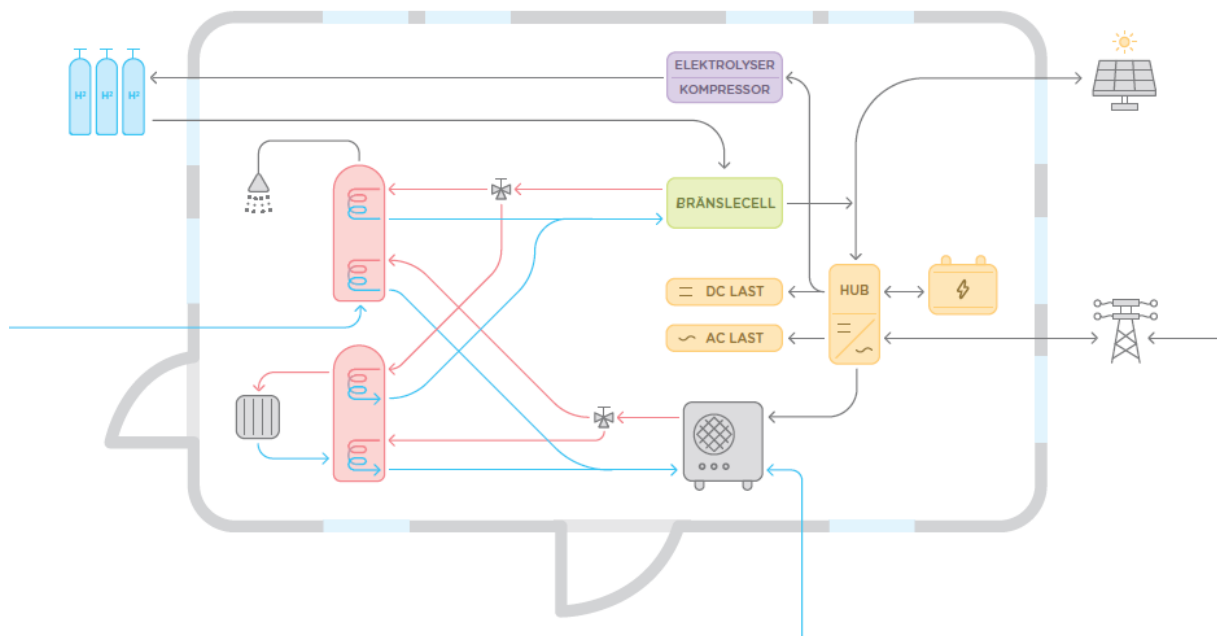 ELEKTROLYSER
KOMPRESSOR
H² H² H²
BRÄNSLECELL
DC LAST
HUB
AC LAST